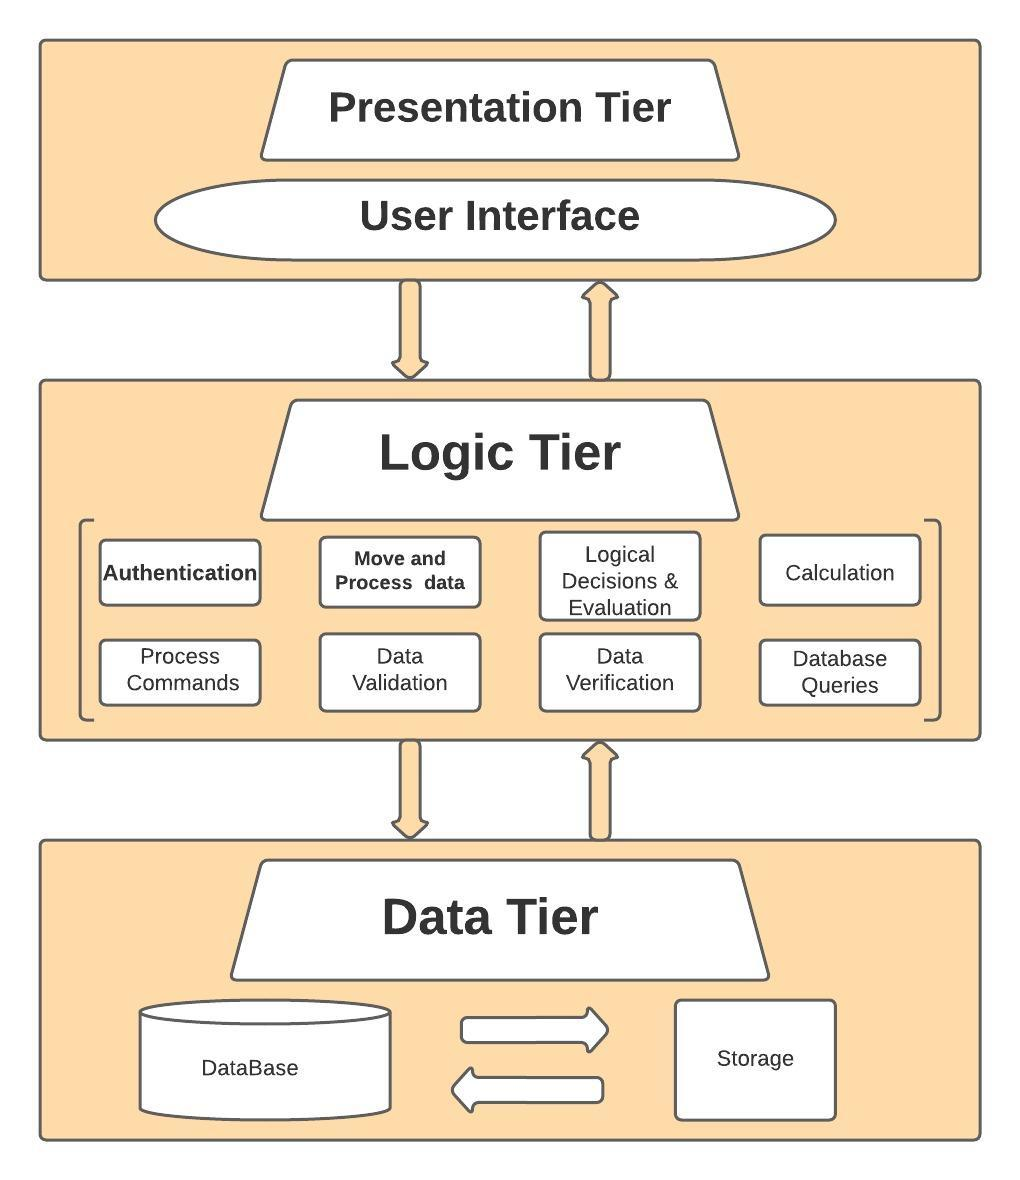 Presentation Tier
User Interface
Logic Tier
Authentication
Move and
Process  data
Logical
Decisions &
Evaluation
Calculation
Process
Commands
Data
Validation
Data
Verification
Database
Queries
Data Tier
DataBase
Storage